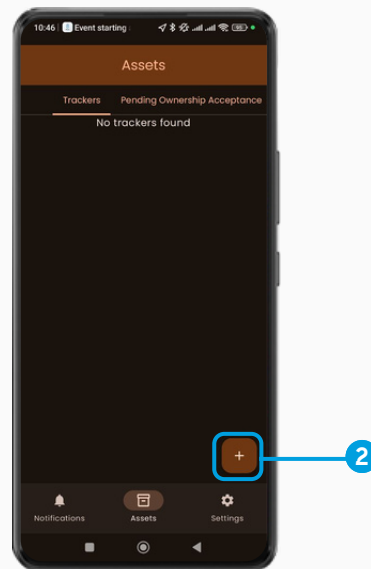 10:46 Event starting
Assets
Trackers Pending Ownership Acceptance
No trackers found
+
2
Notifications Assets Settings